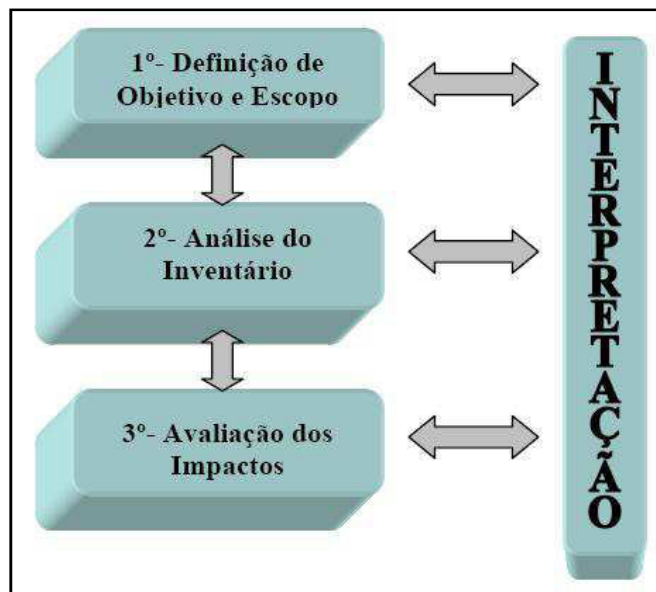 1º- Definição de
Objetivo e Escopo
2º- Análise do
Inventário
3º- Avaliação dos
Impactos
INTERPRETAÇÃO